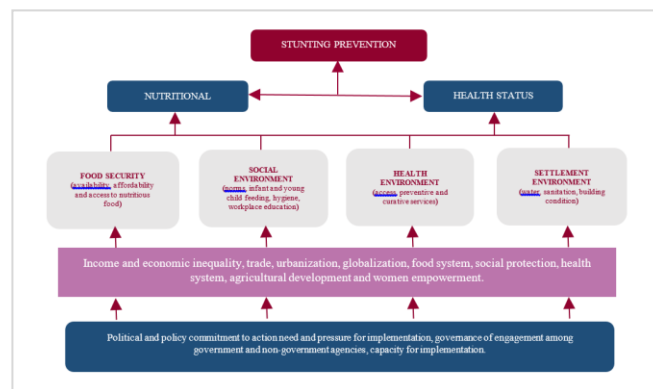 STUNTING PREVENTION
NUTRITIONAL
HEALTH STATUS
FOOD SECURITY
(availability, affordability
and access to nutritious
food)
SOCIAL
ENVIRONMENT
(norms, infant and young
child feeding, hygiene,
workplace education)
HEALTH
ENVIRONMENT
(access, preventive and
curative services)
SETTLEMENT
ENVIRONMENT
(water, sanitation, building
condition)
Income and economic inequality, trade, urbanization, globalization, food system, social protection, health
system, agricultural development and women empowerment.
Political and policy commitment to action need and pressure for implementation, governance of engagement among
government and non-government agencies, capacity for implementation.